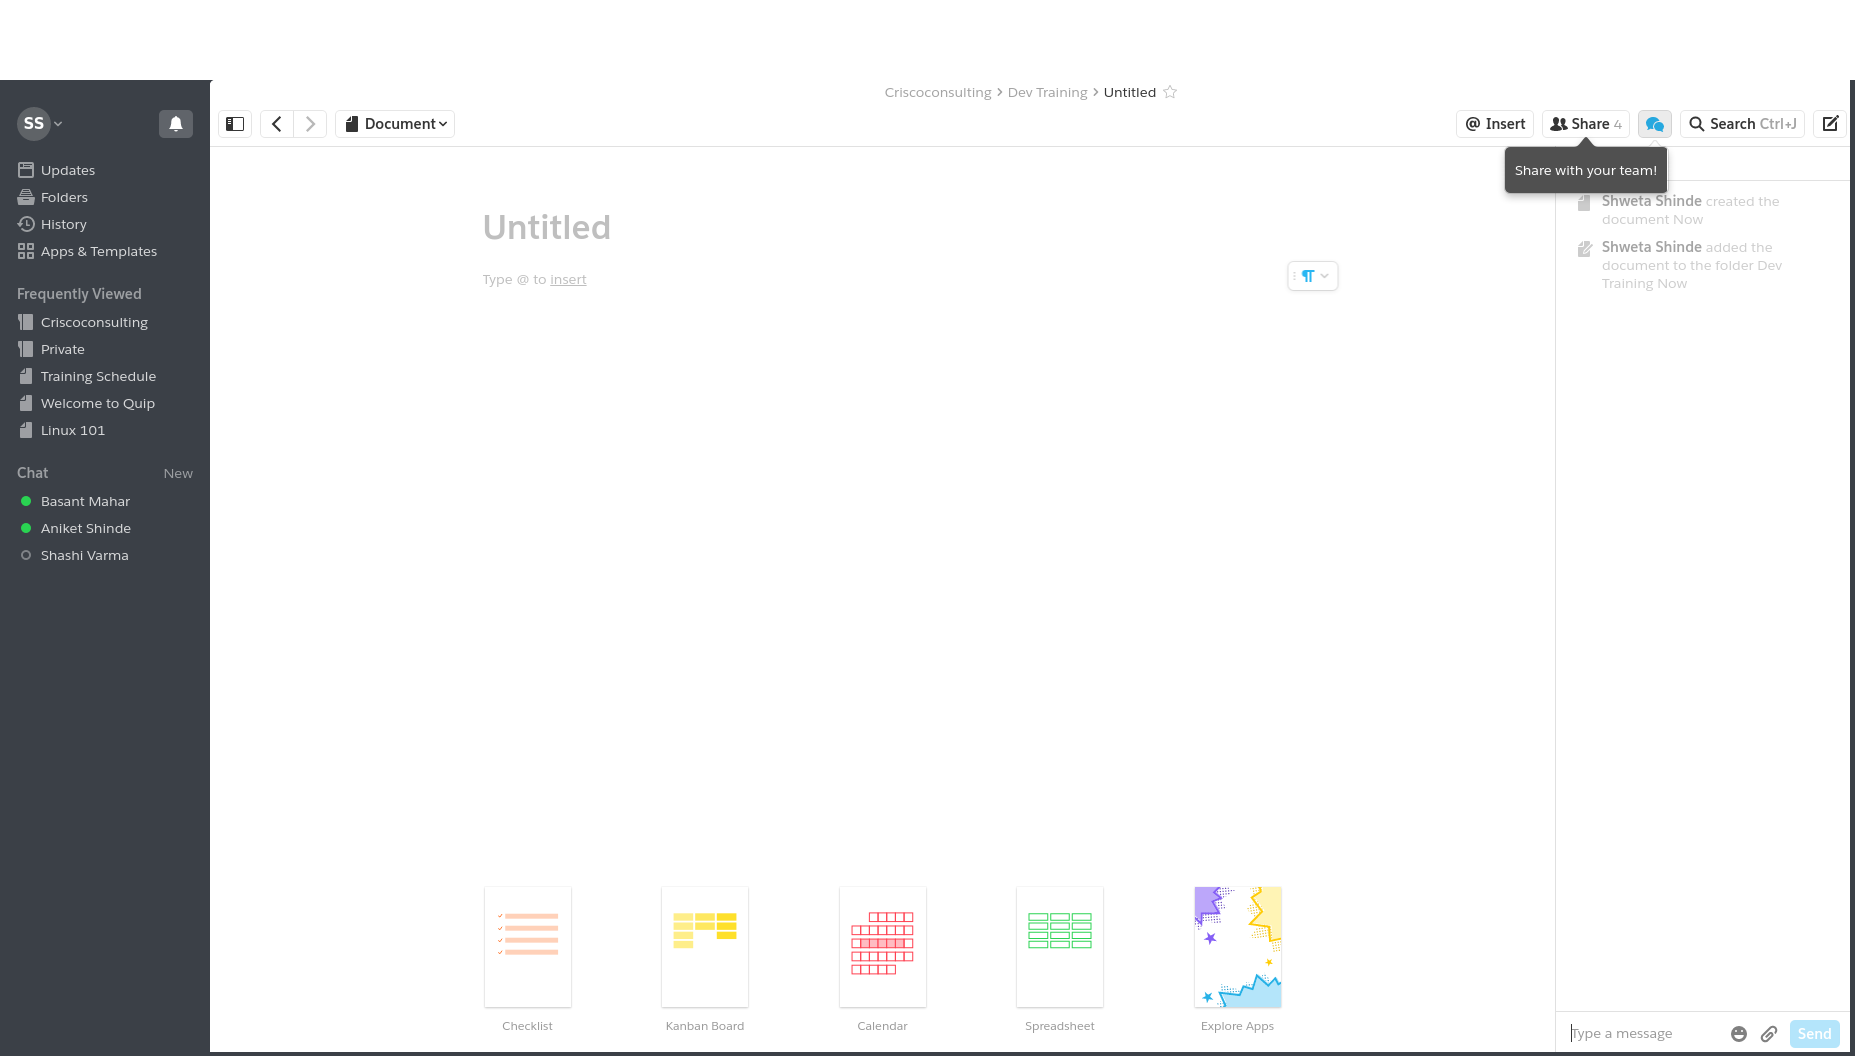 Criscoconsulting > Dev Training > Untitled
SS
Document
@ Insert
Share 4
Search Ctrl+J
Share with your team!
Updates
Folders
History
Apps & Templates
Frequently Viewed
Criscoconsulting
Private
Training Schedule
Welcome to Quip
Linux 101
Chat New
Basant Mahar
Aniket Shinde
Shashi Varma
Untitled
Type @ to insert
Shweta Shinde created the
document Now
Shweta Shinde added the
document to the folder Dev
Training Now
Checklist
Kanban Board
Calendar
Spreadsheet
Explore Apps
Type a message
Send